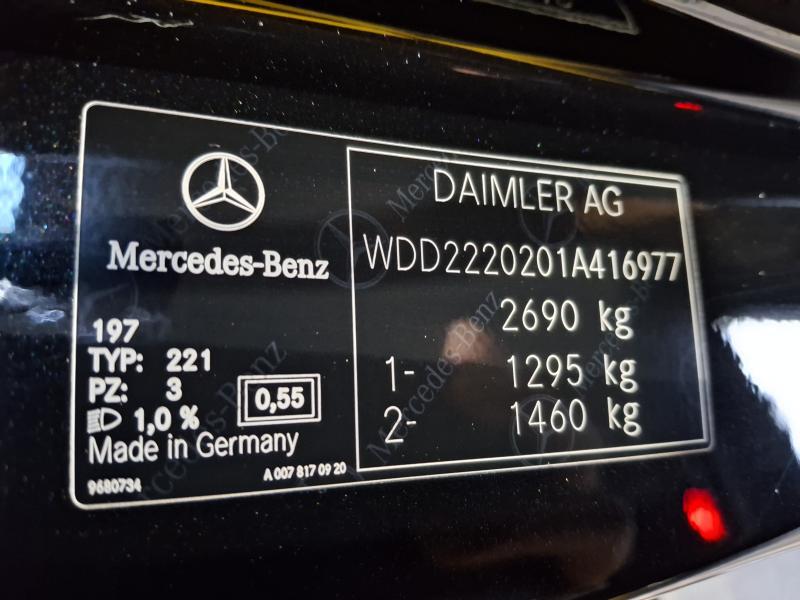 Mercedes-Benz
197
TYP: 221
PZ: 3
1,0 %
0,55
Made in Germany
9680734
A 007 817 09 20
DAIMLER AG
WDD2220201A416977
2690 kg
1- 1295 kg
2- 1460 kg